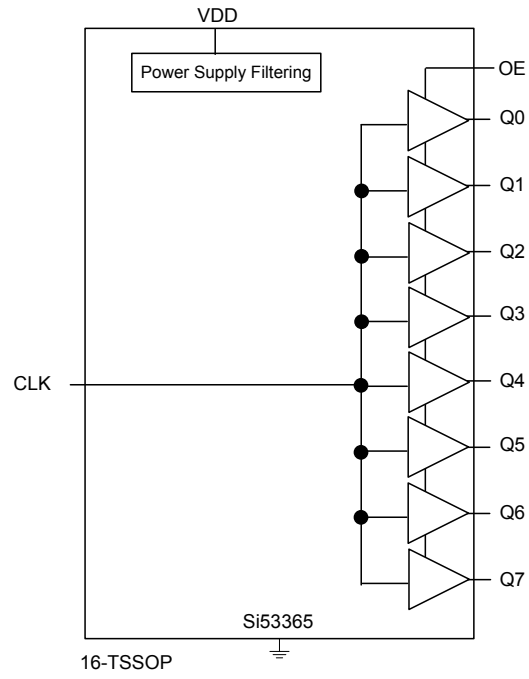 VDD
Power Supply Filtering
OE
Q0
Q1
Q2
Q3
CLK
Q4
Q5
Q6
Q7
Si53365
16-TSSOP